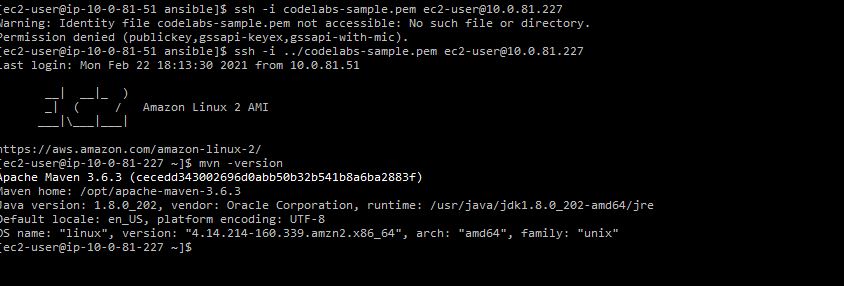 [ec2-user@ip-10-0-81-51 ansible]$ ssh -i codelabs-sample.pem ec2-user@10.0.81.227
Warning: Identity file codelabs-sample.pem not accessible: No such file or directory.
Permission denied (publickey,gssapi-keyex,gssapi-with-mic).
[ec2-user@ip-10-0-81-51 ansible]$ ssh -i ../codelabs-sample.pem ec2-user@10.0.81.227
Last login: Mon Feb 22 18:13:30 2021 from 10.0.81.51
__|  __|_  )
_|  (     /   Amazon Linux 2 AMI
___|\___|___|
https://aws.amazon.com/amazon-linux-2/
[ec2-user@ip-10-0-81-227 ~]$ mvn -version
Apache Maven 3.6.3 (cecedd343002696d0abb50b32b541b8a6ba2883f)
Maven home: /opt/apache-maven-3.6.3
Java version: 1.8.0_202, vendor: Oracle Corporation, runtime: /usr/java/jdk1.8.0_202-amd64/jre
Default locale: en_US, platform encoding: UTF-8
OS name: "linux", version: "4.14.214-160.339.amzn2.x86_64", arch: "amd64", family: "unix"
[ec2-user@ip-10-0-81-227 ~]$